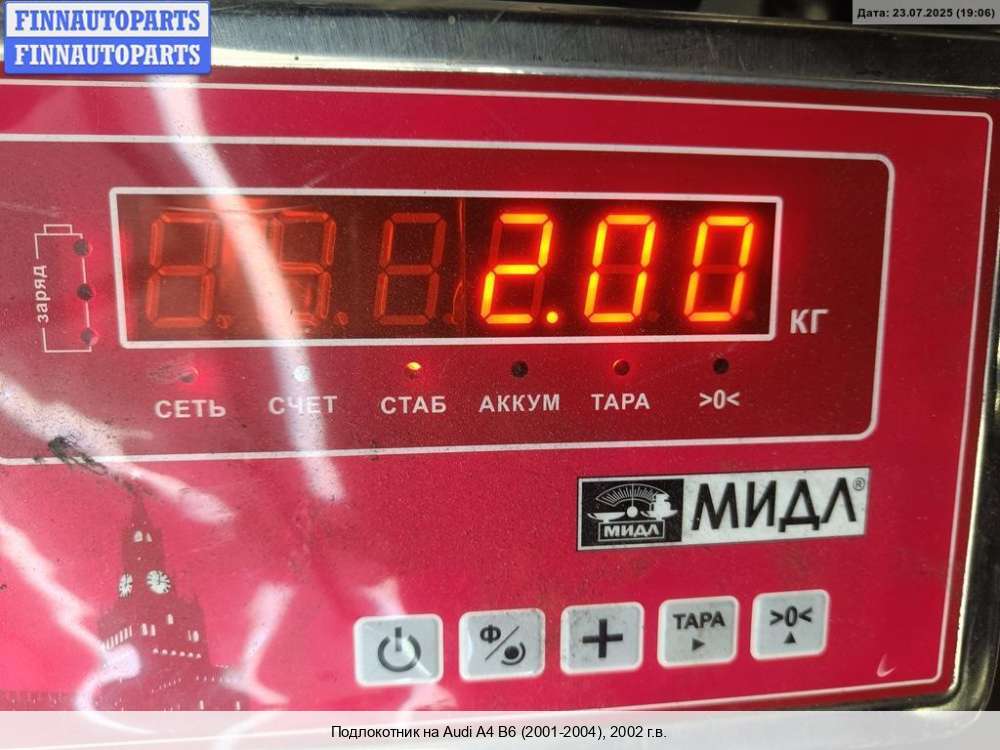 FINNAUTOPARTS
FINNAUTOPARTS
Дата: 23.07.2025 (19:06)
заряд
2.00
КГ
СЕТЬ СЧЕТ СТАБ АККУМ ТАРА >0<
МИДЛ
МИДЛ®
Ф/
+
ТАРА
>0<
Подлокотник на Audi A4 B6 (2001-2004), 2002 г.в.